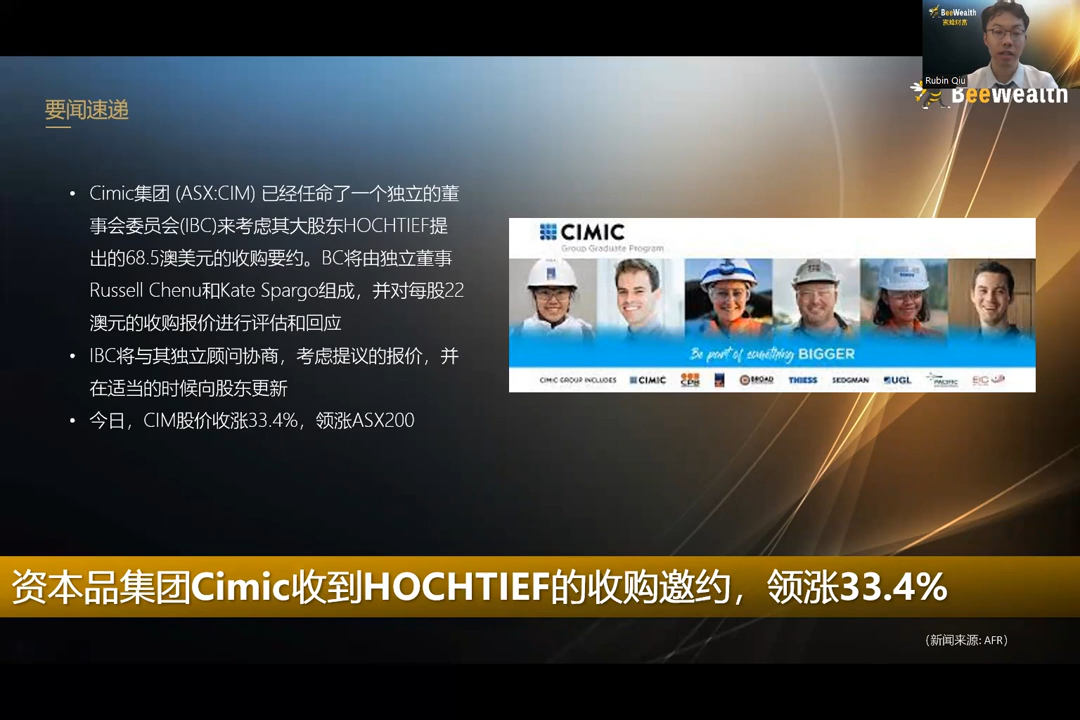 BeeWealth
蜜蜂财富
Rubin Qiu
BeeWealth
要闻速递
• Cimic集团 (ASX:CIM) 已经任命了一个独立的董
事会委员会(IBC)来考虑其大股东HOCHTIEF提
出的68.5澳美元的收购要约。BC将由独立董事
Russell Chenu和Kate Spargo组成，并对每股22
澳元的收购报价进行评估和回应
• IBC将与其独立顾问协商，考虑提议的报价，并
在适当的时候向股东更新
• 今日，CIM股价收涨33.4%，领涨ASX200
CIMIC
Group Graduate Program
Be part of something BIGGER
CIMIC GROUP INCLUDES CIMIC CPB BROAD THIESS SEDGMAN UGL PACIFIC EIC
资本品集团Cimic收到HOCHTIEF的收购邀约，领涨33.4%
（新闻来源: AFR）